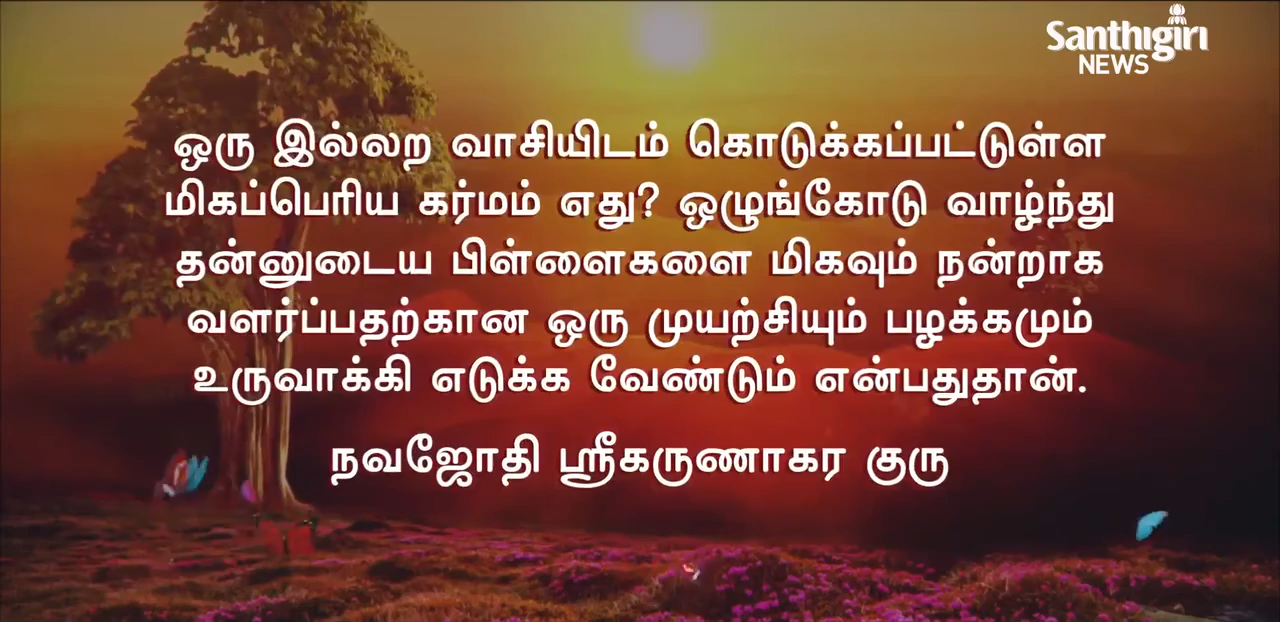 Santhigiri
NEWS
ஒரு இல்லற வாசியிடம் கொடுக்கப்பட்டுள்ள
மிகப்பெரிய கர்மம் எது? ஒழுங்கோடு வாழ்ந்து
தன்னுடைய பிள்ளைகளை மிகவும் நன்றாக
வளர்ப்பதற்கான ஒரு முயற்சியும் பழக்கமும்
உருவாக்கி எடுக்க வேண்டும் என்பதுதான்.
நவஜோதி ஸ்ரீகருணாகர குரு